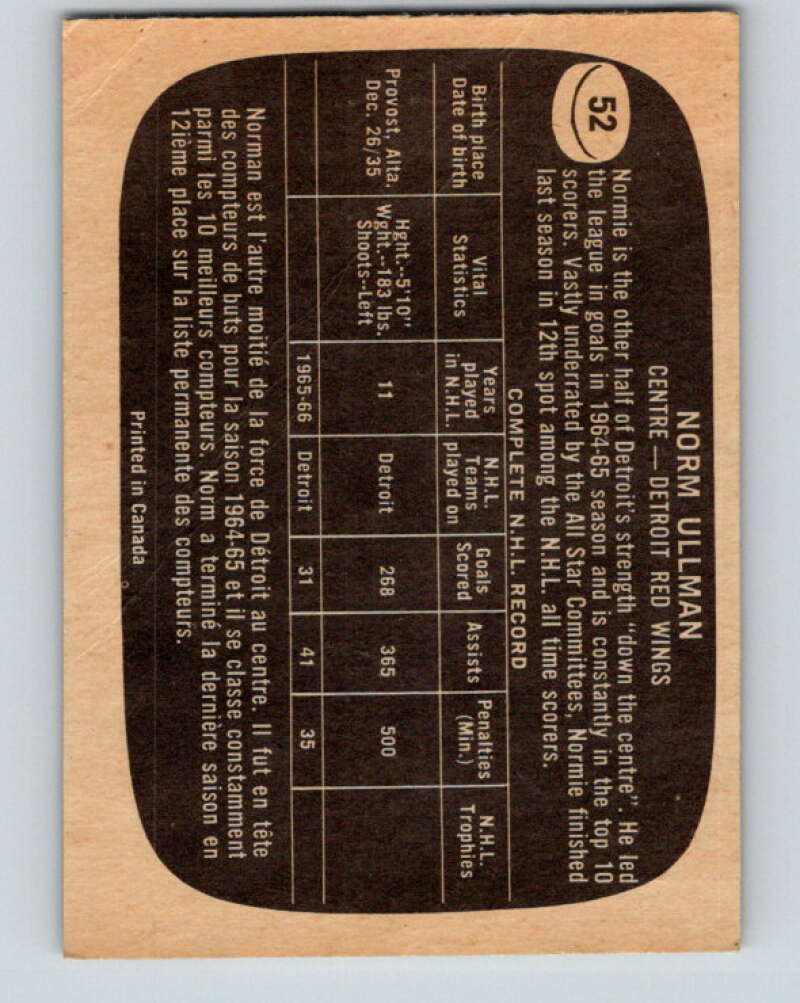 52
NORM ULLMAN
CENTRE — DETROIT RED WINGS
Normie is the other half of Detroit's strength "down the centre". He led
the league in goals in 1964-65 season and is constantly in the top 10
scorers. Vastly underrated by the All Star Committees, Normie finished
last season in 12th spot among the N.H.L. all time scorers.
COMPLETE N.H.L. RECORD
Birth place
Date of birth
Vital
Statistics
Years
played
in N.H.L.
N.H.L.
Teams
played on
Goals
Scored
Assists
Penalties
(Min.)
N.H.L.
Trophies
Provost, Alta.
Dec. 26/35
Hght.--5'10"
Wght.--183 lbs.
Shoots--Left
11
Detroit
268
365
500
1965-66
Detroit
31
41
35
Norman est l'autre moitié de la force de Détroit au centre. Il fut en tête
des compteurs de buts pour la saison 1964-65 et il se classe constamment
parmi les 10 meilleurs compteurs. Norm a terminé la dernière saison en
12ième place sur la liste permanente des compteurs.
Printed in Canada